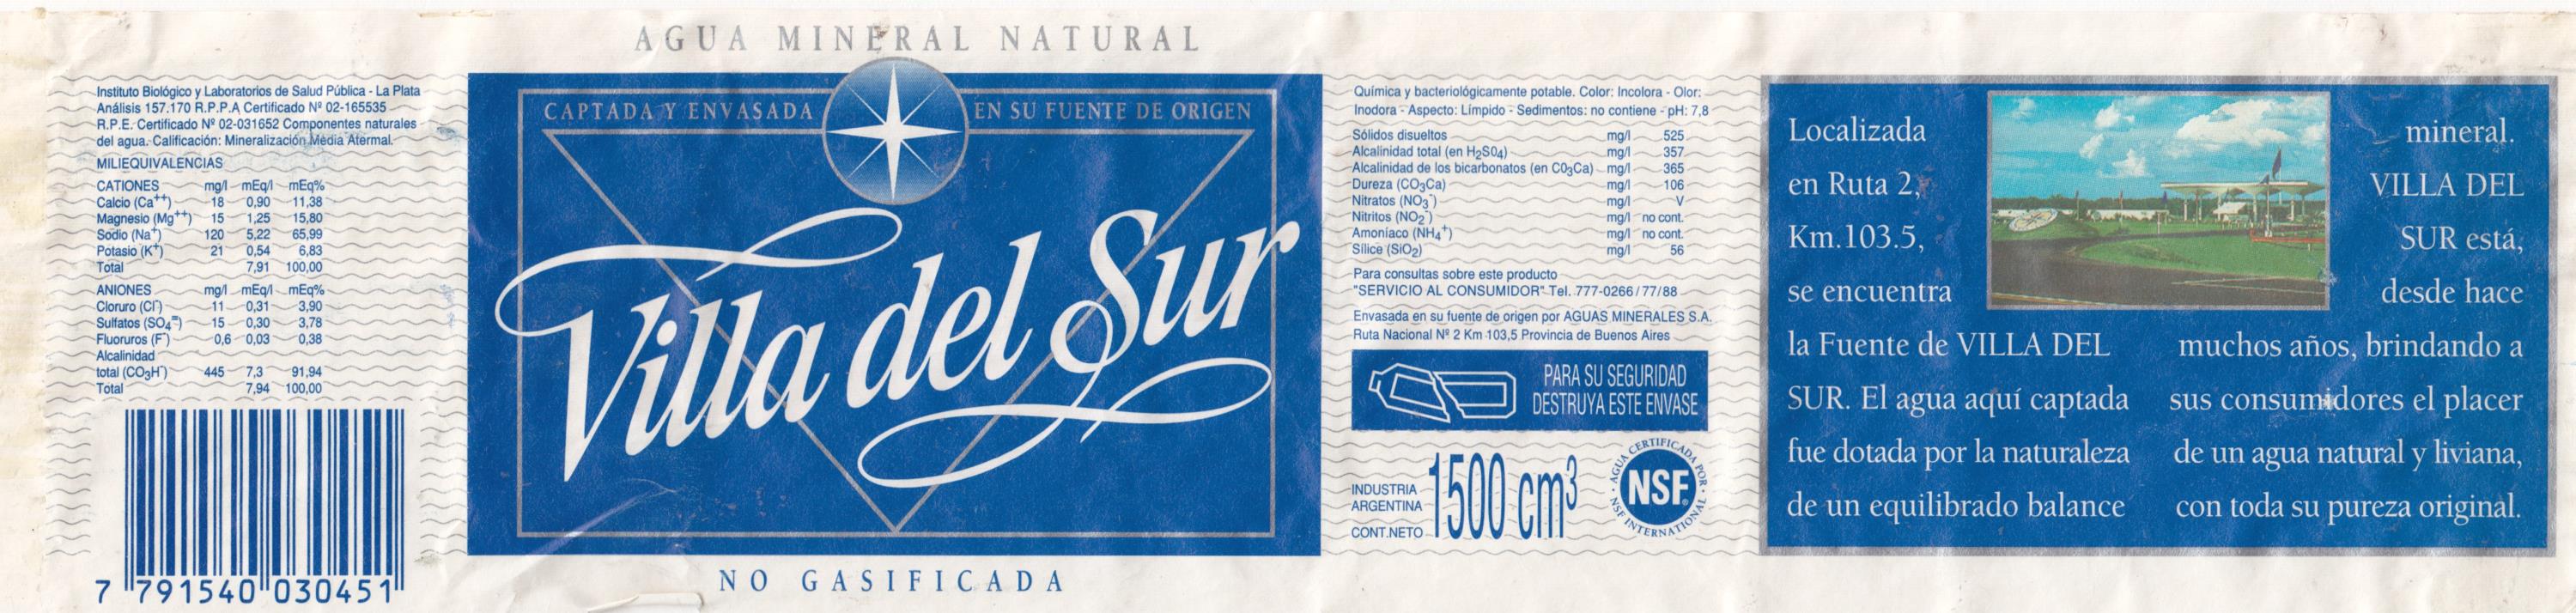 Instituto Biológico y Laboratorios de Salud Pública - La Plata
Análisis 157.170 R.P.P.A Certificado Nº 02-165535
R.P.E. Certificado Nº 02-031652 Componentes naturales
del agua. Calificación: Mineralización Media Atermal.
MILIEQUIVALENCIAS
CATIONES mg/l mEq/l mEq%
Calcio (Ca++) 18 0,90 11,38
Magnesio (Mg++) 15 1,25 15,80
Sodio (Na+) 120 5,22 65,99
Potasio (K+) 21 0,54 6,83
Total 7,91 100,00
ANIONES mg/l mEq/l mEq%
Cloruro (Cl-) 11 0,31 3,90
Sulfatos (SO4=) 15 0,30 3,78
Fluoruros (F-) 0,6 0,03 0,38
Alcalinidad
total (CO3H-) 445 7,3 91,94
Total 7,94 100,00
7 791540 030451
AGUA MINERAL NATURAL
CAPTADA Y ENVASADA EN SU FUENTE DE ORIGEN
Villa del Sur
NO GASIFICADA
Química y bacteriológicamente potable. Color: Incolora - Olor:
Inodora - Aspecto: Límpido - Sedimentos: no contiene - pH: 7,8
Sólidos disueltos mg/l 525
Alcalinidad total (en H2S04) mg/l 357
Alcalinidad de los bicarbonatos (en C03Ca) mg/l 365
Dureza (CO3Ca) mg/l 106
Nitratos (NO3-) mg/l V
Nitritos (NO2-) mg/l no cont.
Amoníaco (NH4+) mg/l no cont.
Sílice (SiO2) mg/l 56
Para consultas sobre este producto
"SERVICIO AL CONSUMIDOR" Tel. 777-0266/77/88
Envasada en su fuente de origen por AGUAS MINERALES S.A.
Ruta Nacional Nº 2 Km 103,5 Provincia de Buenos Aires
PARA SU SEGURIDAD
DESTRUYA ESTE ENVASE
INDUSTRIA
ARGENTINA
CONT.NETO 1500 cm3
AGUA CERTIFICADA POR
NSF®
NSF INTERNATIONAL
Localizada
en Ruta 2,
Km.103.5,
se encuentra
la Fuente de VILLA DEL
SUR. El agua aquí captada
fue dotada por la naturaleza
de un equilibrado balance
mineral.
VILLA DEL
SUR está,
desde hace
muchos años, brindando a
sus consumidores el placer
de un agua natural y liviana,
con toda su pureza original.